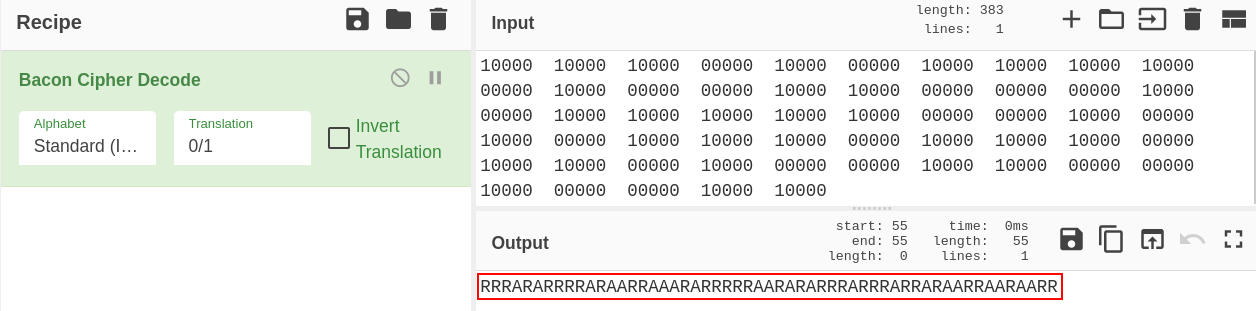 Recipe
Bacon Cipher Decode
Alphabet
Standard (I…
Translation
0/1
Invert
Translation
Input
length: 383
lines: 1
10000 10000 10000 00000 10000 00000 10000 10000 10000 10000
00000 10000 00000 00000 10000 10000 00000 00000 00000 10000
00000 10000 10000 10000 10000 10000 00000 00000 10000 00000
10000 00000 10000 10000 10000 00000 10000 10000 10000 00000
10000 10000 00000 10000 00000 00000 10000 10000 00000 00000
10000 00000 00000 10000 10000
Output
start: 55 time: 0ms
end: 55 length: 55
length: 0 lines: 1
RRRARARRRRARAARRAAARARRRRRAARARARRRARRRARRARAARRAARAARR